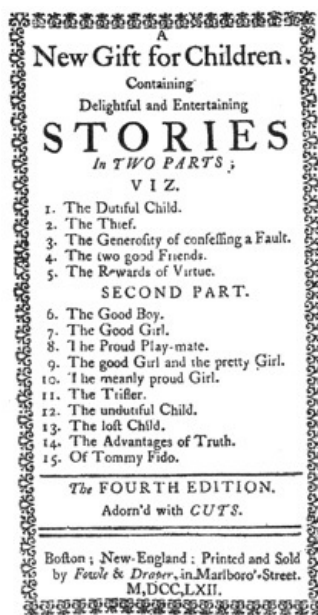 A
New Gift for Children.
Containing
Delightful and Entertaining
STORIES
In TWO PARTS;
VIZ.
1. The Dutiful Child.
2. The Thief.
3. The Generoſity of confeſſing a Fault.
4. The two good Friends.
5. The Rewards of Virtue.
SECOND PART.
6. The Good Boy.
7. The Good Girl.
8. The Proud Play-mate.
9. The good Girl and the pretty Girl.
10. The meanly proud Girl.
11. The Trifler.
12. The undutiful Child.
13. The loſt Child.
14. The Advantages of Truth.
15. Of Tommy Fido.
The FOURTH EDITION.
Adorn'd with CUTS.
Boſton; New-England: Printed and Sold
by Fowle & Draper, in Marlboro'-Street.
M,DCC,LXII.